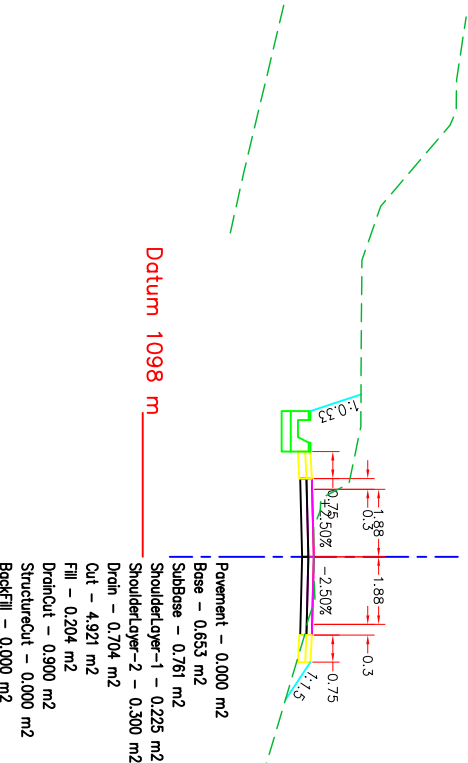 Datum 1098 m
1:0.33
0.75
+2.50%
0.3
1.88
-2.50%
1.88
0.3
0.75
1:1.5
Pavement - 0.000 m2
Base - 0.653 m2
SubBase - 0.761 m2
ShoulderLayer-1 - 0.225 m2
ShoulderLayer-2 - 0.300 m2
Drain - 0.704 m2
Cut - 4.921 m2
Fill - 0.204 m2
DrainCut - 0.900 m2
StructureCut - 0.000 m2
BackFill - 0.000 m2